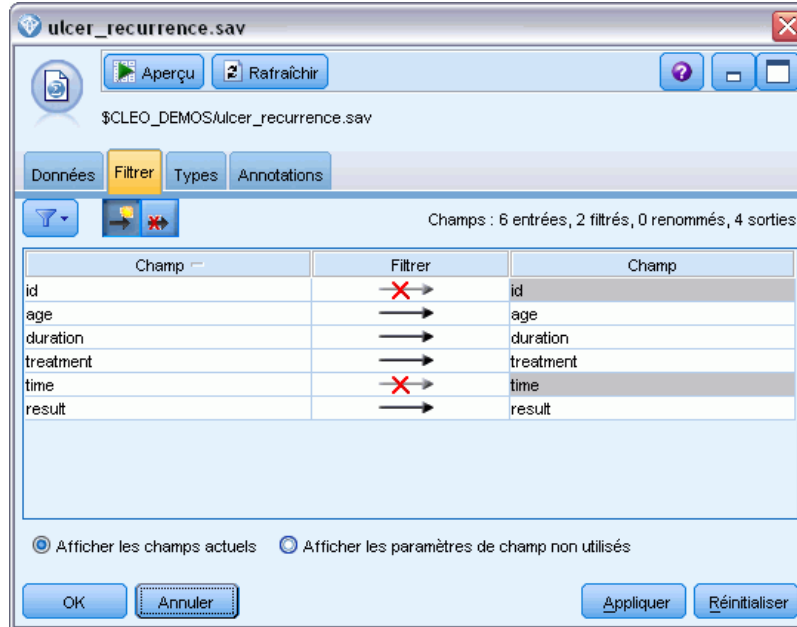 ulcer_recurrence.sav
Aperçu Rafraîchir
$CLEO_DEMOS/ulcer_recurrence.sav
Données Filtrer Types Annotations
Champs : 6 entrées, 2 filtrés, 0 renommés, 4 sorties
Champ Filtrer Champ
id id
age age
duration duration
treatment treatment
time time
result result
Afficher les champs actuels Afficher les paramètres de champ non utilisés
OK Annuler Appliquer Réinitialiser